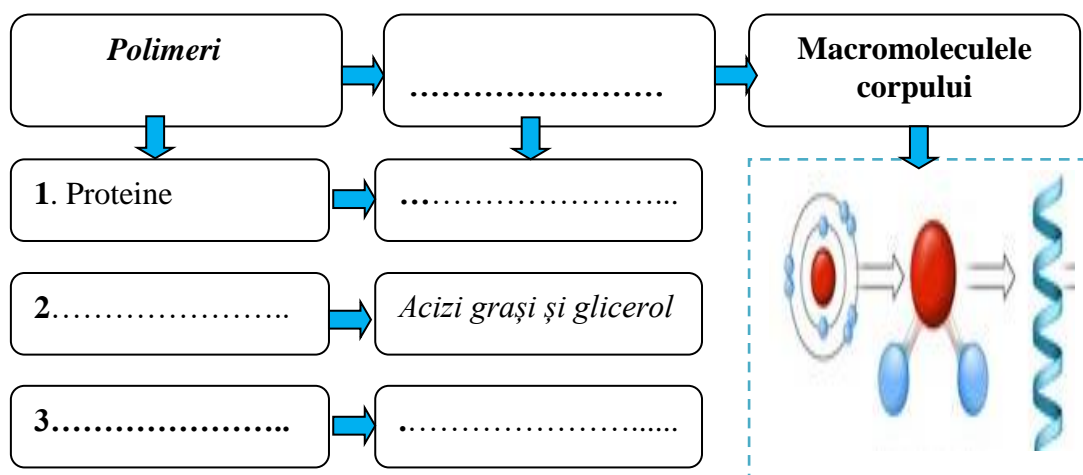 Polimeri
……………………
Macromoleculele
corpului
1. Proteine
……………………...
2…………………..
Acizi grași și glicerol
3…………………..
.…………………......